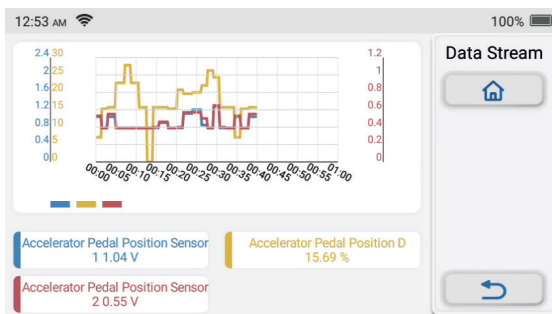 12:53 AM
100%
Data Stream
2.4 30 1.2
2 25 1
1.6 20 0.8
1.2 15 0.6
0.8 10 0.4
0.4 5 0.2
0 0 0
00:00 00:05 00:10 00:15 00:20 00:25 00:30 00:35 00:40 00:45 00:50 00:55 01:00
Accelerator Pedal Position Sensor
1 1.04 V
Accelerator Pedal Position D
15.69 %
Accelerator Pedal Position Sensor
2 0.55 V